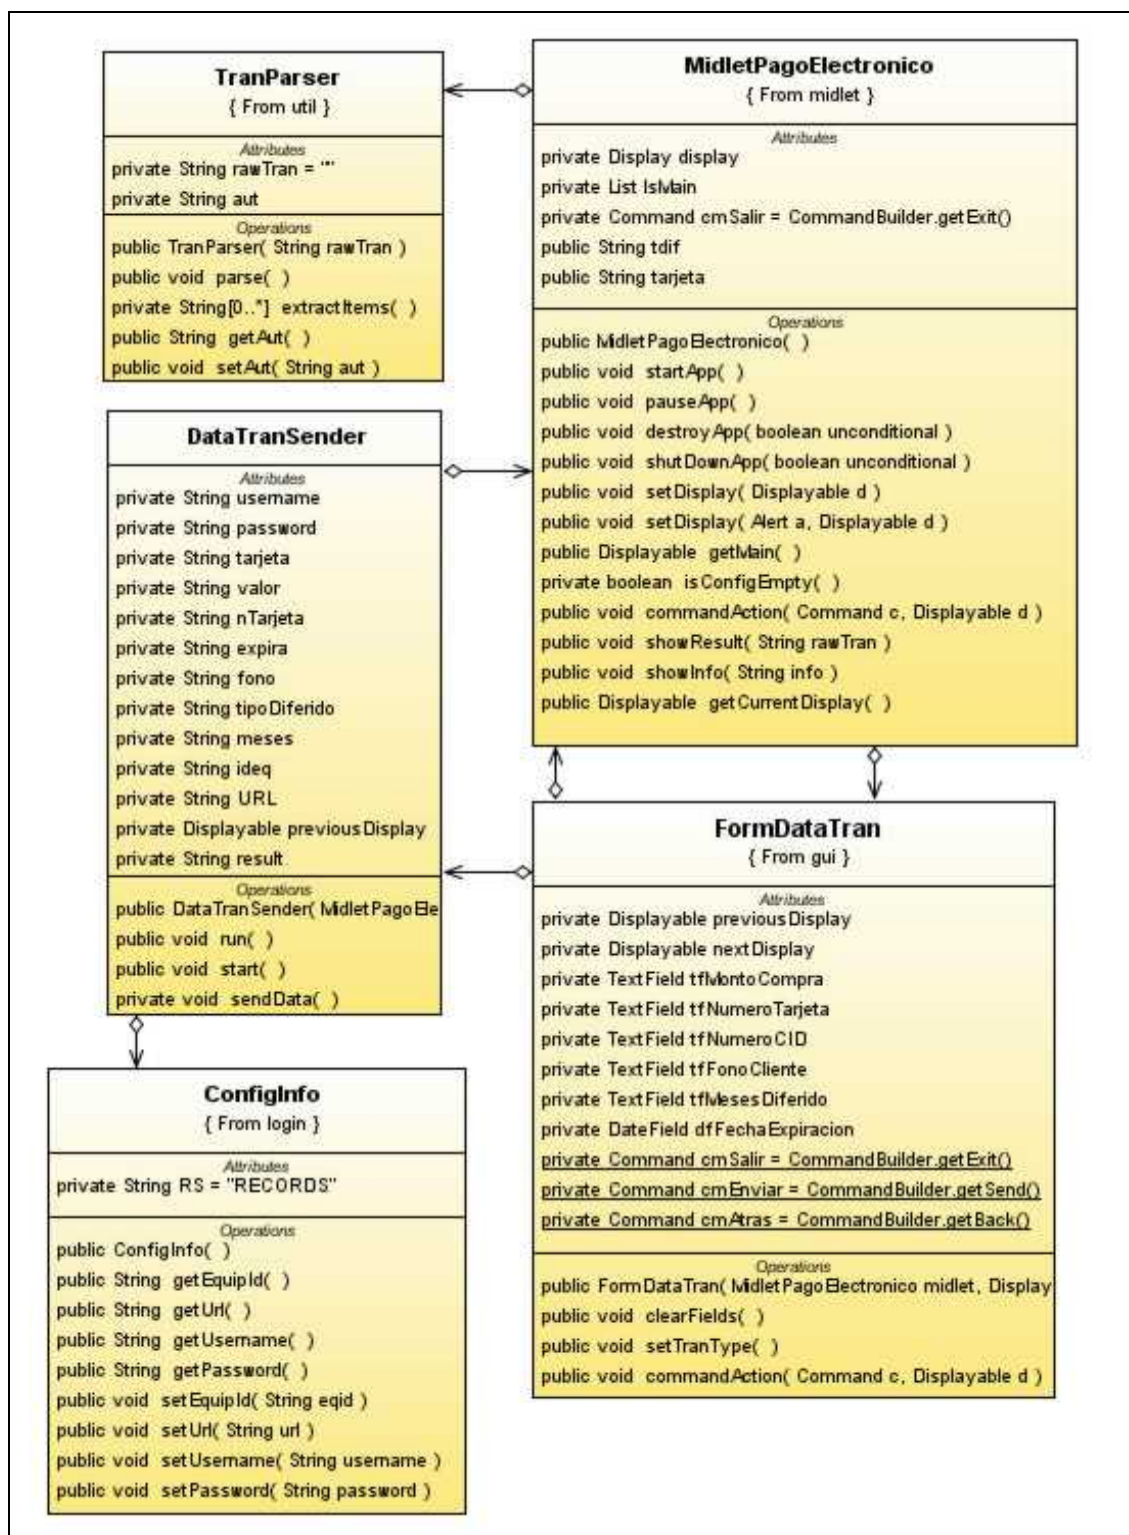 TranParser
{ From util }
Attributes
private String rawTran = ""
private String aut
Operations
public TranParser( String rawTran )
public void parse( )
private String[0..*] extractItems( )
public String getAut( )
public void setAut( String aut )
MidletPagoElectronico
{ From midlet }
Attributes
private Display display
private List lsMain
private Command cmSalir = CommandBuilder.getExit()
public String tdif
public String tarjeta
Operations
public MidletPagoElectronico( )
public void startApp( )
public void pauseApp( )
public void destroyApp( boolean unconditional )
public void shutDownApp( boolean unconditional )
public void setDisplay( Displayable d )
public void setDisplay( Alert a, Displayable d )
public Displayable getMain( )
private boolean isConfigEmpty( )
public void commandAction( Command c, Displayable d )
public void showResult( String rawTran )
public void showInfo( String info )
public Displayable getCurrentDisplay( )
DataTranSender
Attributes
private String username
private String password
private String tarjeta
private String valor
private String nTarjeta
private String expira
private String fono
private String tipoDiferido
private String meses
private String ideq
private String URL
private Displayable previousDisplay
private String result
Operations
public DataTranSender( MidletPagoEle
public void run( )
public void start( )
private void sendData( )
FormDataTran
{ From gui }
Attributes
private Displayable previousDisplay
private Displayable nextDisplay
private TextField tfMontoCompra
private TextField tfNumeroTarjeta
private TextField tfNumeroCID
private TextField tfFonoCliente
private TextField tfMesesDiferido
private DateField dfFechaExpiracion
private Command cmSalir = CommandBuilder.getExit()
private Command cmEnviar = CommandBuilder.getSend()
private Command cmAtras = CommandBuilder.getBack()
Operations
public FormDataTran( MidletPagoElectronico midlet, Display
public void clearFields( )
public void setTranType( )
public void commandAction( Command c, Displayable d )
ConfigInfo
{ From login }
Attributes
private String RS = "RECORDS"
Operations
public ConfigInfo( )
public String getEquipId( )
public String getUrl( )
public String getUsername( )
public String getPassword( )
public void setEquipId( String eqid )
public void setUrl( String url )
public void setUsername( String username )
public void setPassword( String password )